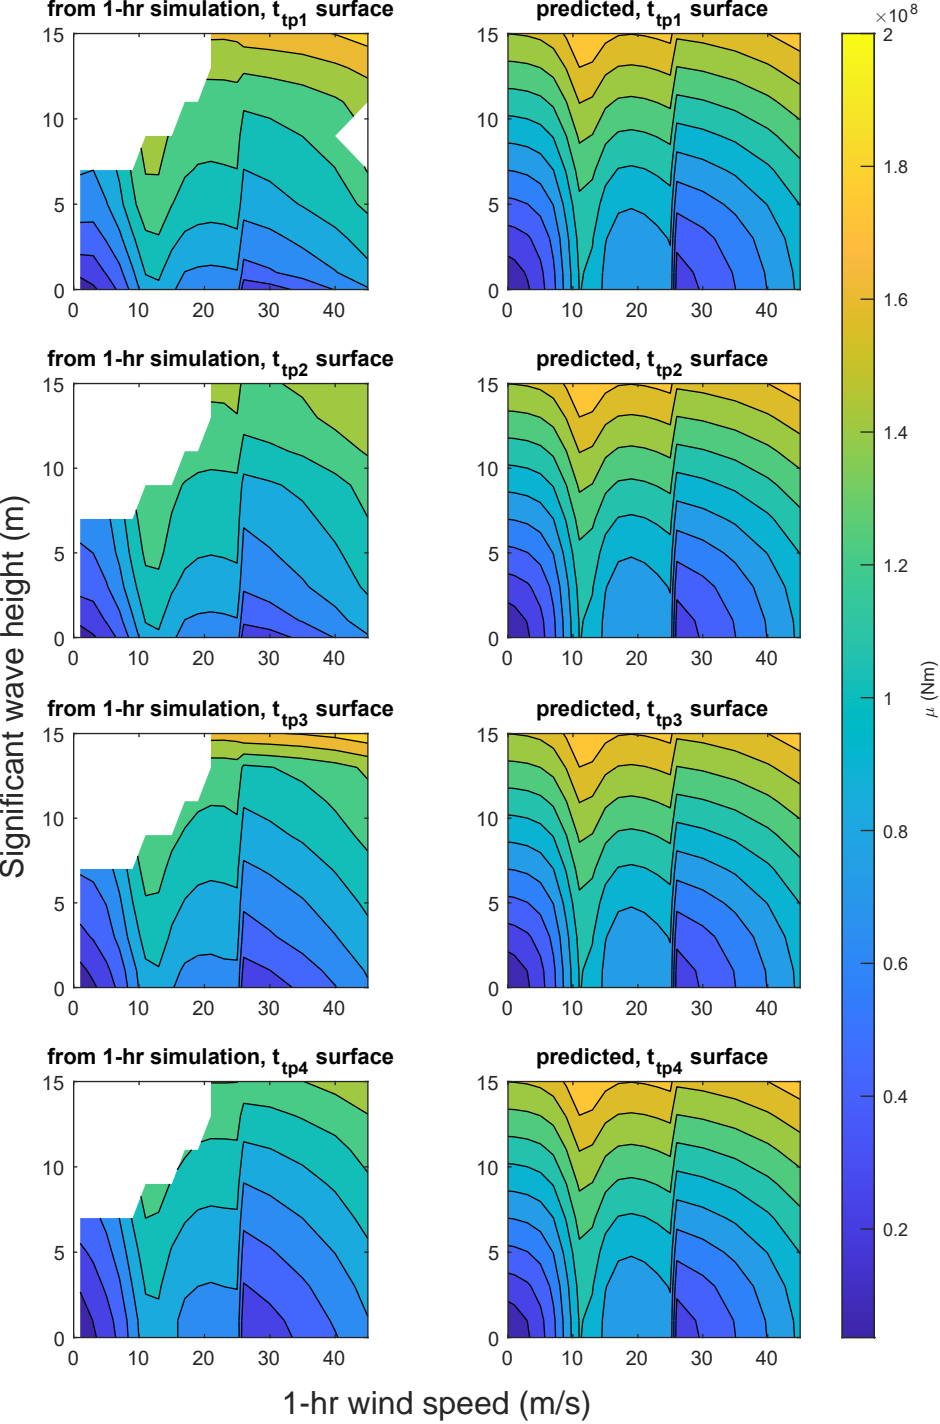 from 1-hr simulation, t_tp1 surface
predicted, t_tp1 surface
×10^8
15
10
5
0
0 10 20 30 40
15
10
5
0
0 10 20 30 40
from 1-hr simulation, t_tp2 surface
predicted, t_tp2 surface
15
10
5
0
0 10 20 30 40
15
10
5
0
0 10 20 30 40
from 1-hr simulation, t_tp3 surface
predicted, t_tp3 surface
15
10
5
0
0 10 20 30 40
15
10
5
0
0 10 20 30 40
from 1-hr simulation, t_tp4 surface
predicted, t_tp4 surface
15
10
5
0
0 10 20 30 40
15
10
5
0
0 10 20 30 40
Significant wave height (m)
1-hr wind speed (m/s)
2
1.8
1.6
1.4
1.2
1
0.8
0.6
0.4
0.2
μ (Nm)